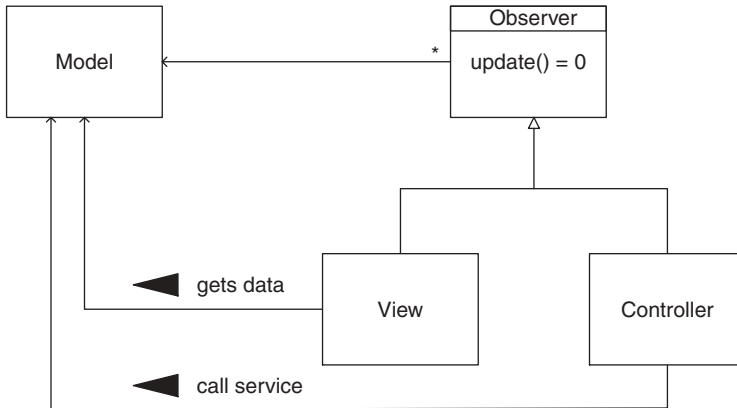 Observer
Model
*
update() = 0
gets data
View
Controller
call service